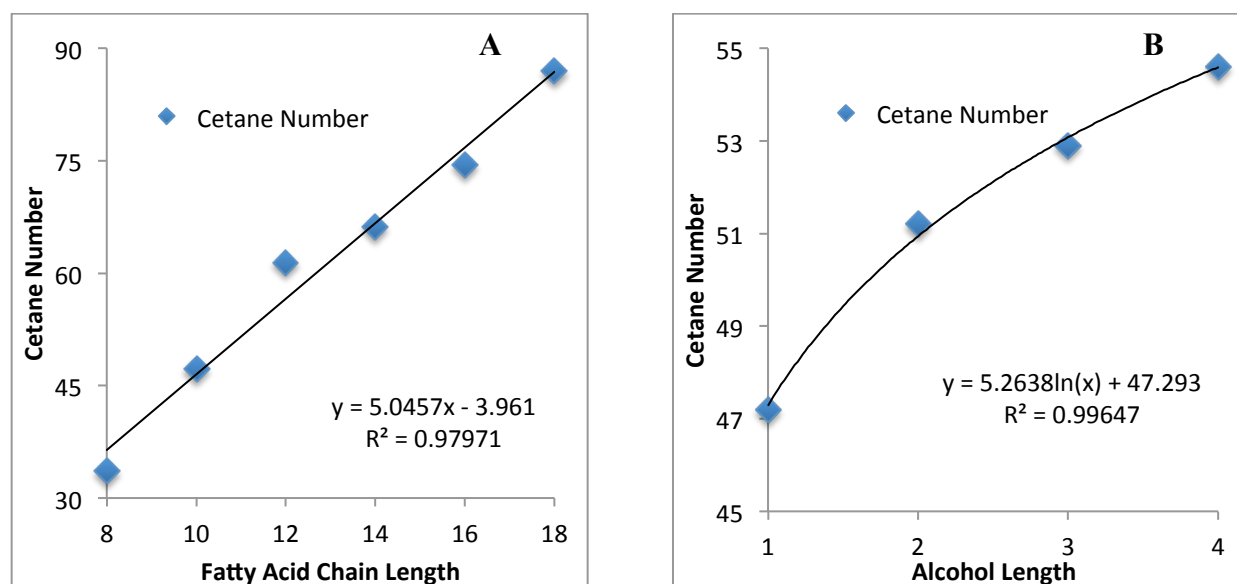 A
90
75
60
45
30
Cetane Number
Cetane Number
y = 5.0457x - 3.961
R² = 0.97971
8 10 12 14 16 18
Fatty Acid Chain Length
B
55
53
51
49
47
45
Cetane Number
Cetane Number
y = 5.2638ln(x) + 47.293
R² = 0.99647
1 2 3 4
Alcohol Length